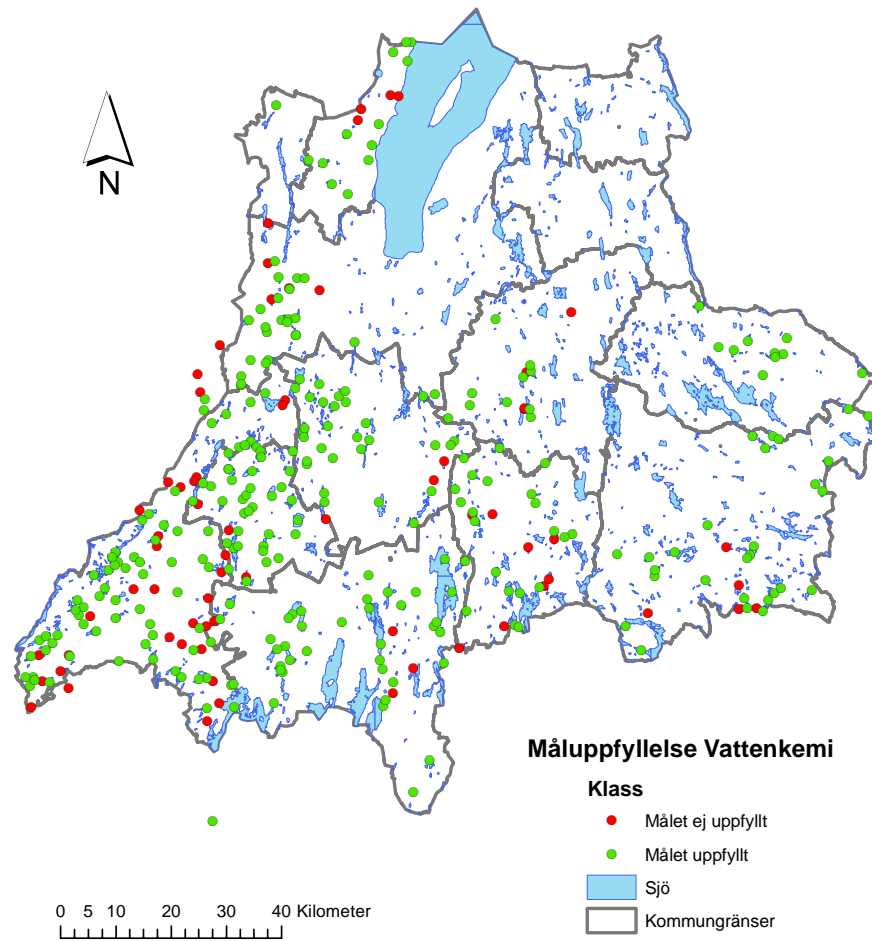 N
Måluppfyllelse Vattenkemi
Klass
Målet ej uppfyllt
Målet uppfyllt
Sjö
Kommungränser
0 5 10 20 30 40 Kilometer